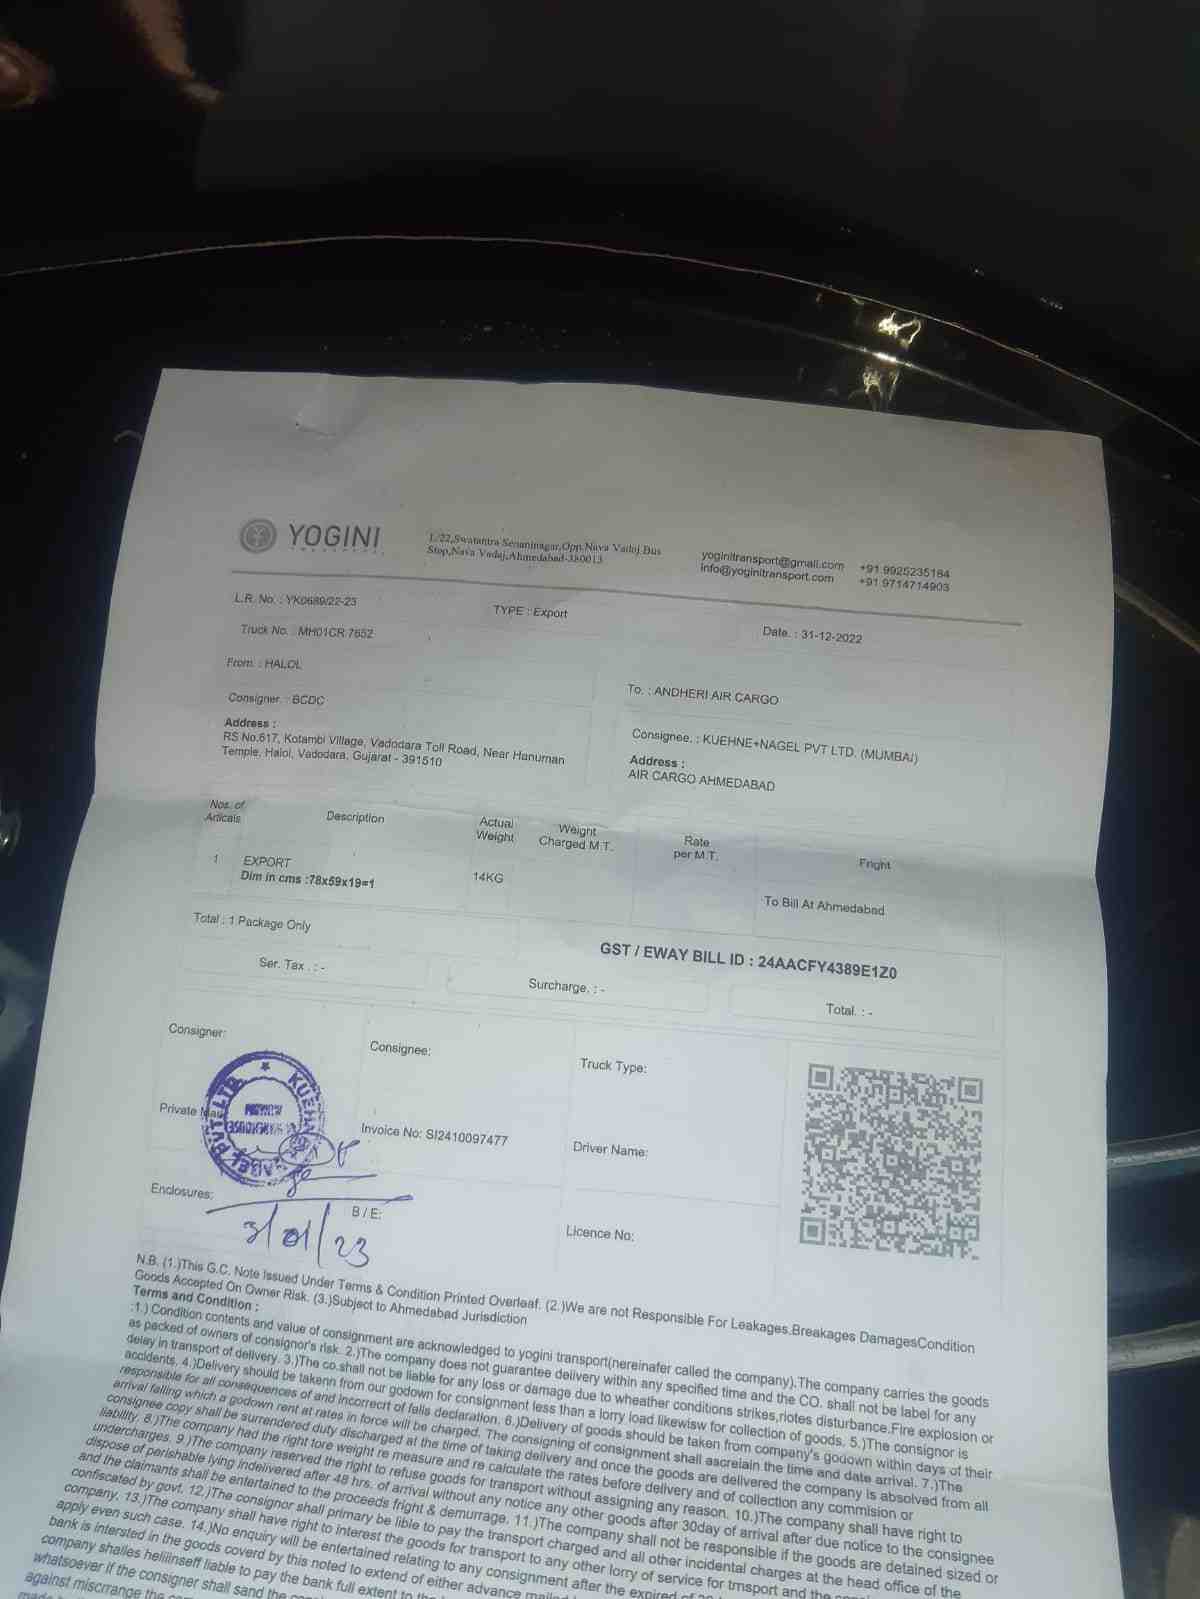 YOGINI
1/22,Swatantra Senaninagar,Opp.Nava Vadaj Bus
Stop,Nava Vadaj,Ahmedabad-380013
yoginitransport@gmail.com
info@yoginitransport.com
+91 9925235184
+91 9714714903
L.R. No. : YK0689/22-23
TYPE : Export
Date. : 31-12-2022
Truck No. : MH01CR 7652
From. : HALOL
To. : ANDHERI AIR CARGO
Consigner. : BCDC
Consignee. : KUEHNE+NAGEL PVT LTD. (MUMBAI)
Address :
RS No.617, Kotambi Village, Vadodara Toll Road, Near Hanuman
Temple, Halol, Vadodara, Gujarat - 391510
Address :
AIR CARGO AHMEDABAD
Nos. of
Articals
Description
Actual
Weight
Weight
Charged M.T.
Rate
per M.T.
Fright
1
EXPORT
Dim in cms :78x59x19=1
14KG
To Bill At Ahmedabad
Total : 1 Package Only
GST / EWAY BILL ID : 24AACFY4389E1Z0
Ser. Tax . : -
Surcharge. : -
Total. : -
Consigner:
Consignee:
Truck Type:
Private
Invoice No: SI2410097477
Driver Name:
Enclosures:
B / E:
Licence No:
3/01/23
N.B. (1.)This G.C. Note Issued Under Terms & Condition Printed Overleaf. (2.)We are not Responsible For Leakages,Breakages DamagesCondition
Goods Accepted On Owner Risk. (3.)Subject to Ahmedabad Jurisdiction
Terms and Condition :
:1.) Condition contents and value of consignment are acknowledged to yogini transport(nereinafer called the company).The company carries the goods
as packed of owners of consignor's risk. 2.)The company does not guarantee delivery within any specified time and the CO. shall not be label for any
delay in transport of delivery. 3.)The co.shall not be liable for any loss or damage due to wheather conditions strikes,riotes disturbance.Fire explosion or
accidents. 4.)Delivery should be takenn from our godown for consignment less than a lorry load likewisw for collection of goods. 5.)The consignor is
responsible for all consequences of and incorrecrt of falls declaration. 6.)Delivery of goods should be taken from company's godown within days of their
arrival falling which a godown rent at rates in force will be charged. The consigning of consignment shall ascreiain the time and date arrival. 7.)The
consignee copy shall be surrendered duty discharged at the time of taking delivery and once the goods are delivered the company is absolved from all
liability. 8.)The company had the right tore weight re measure and re calculate the rates before delivery and of collection any commision or
undercharges. 9.)The company reserved the right to refuse goods for transport without assigning any reason. 10.)The company shall have right to
dispose of perishable lying indelivered after 48 hrs. of arrival without any notice any other goods after 30day of arrival after due notice to the consignee
and the claimants shall be entertained to the proceeds fright & demurrage. 11.)The company shall not be responsible if the goods are detained sized or
confiscated by govt. 12.)The consignor shall primary be lible to pay the transport charged and all other incidental charges at the head office of the
company. 13.)The company shall have right to interest the goods for transport to any other lorry of service for trnsport and the
apply even such case. 14.)No enquiry will be entertained relating to any consignment after the expired of
bank is intersted in the goods coverd by this noted to extend of either advance
company shalles heliiinseff liable to pay the bank full extent to the
whatsoever if the consigner shall sand the
against miscrrange the